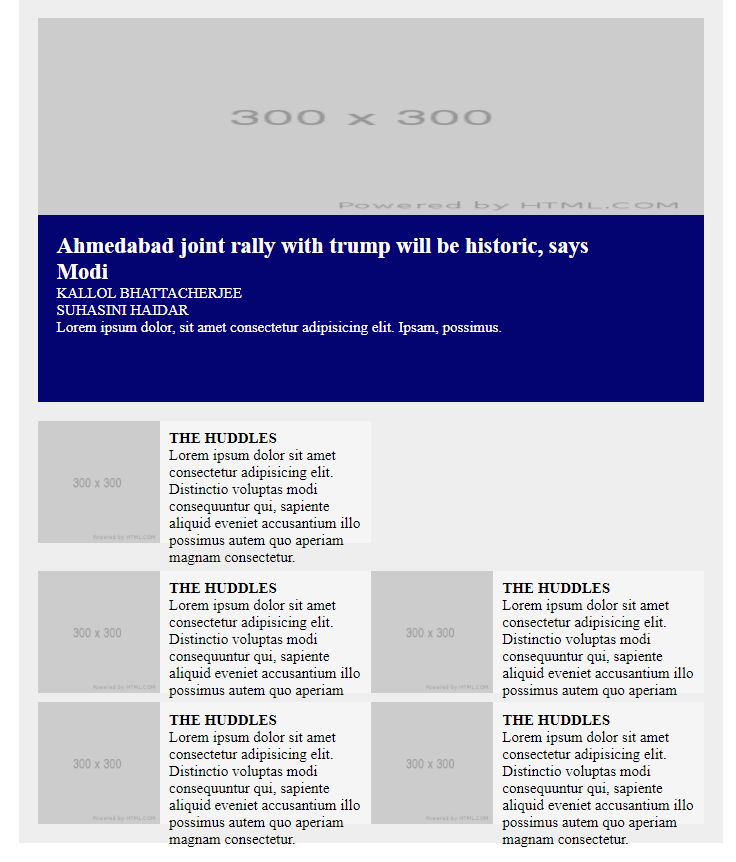 300 x 300
Powered by HTML.COM
Ahmedabad joint rally with trump will be historic, says
Modi
KALLOL BHATTACHERJEE
SUHASINI HAIDAR
Lorem ipsum dolor, sit amet consectetur adipisicing elit. Ipsam, possimus.
300 x 300
Powered by HTML.COM
THE HUDDLES
Lorem ipsum dolor sit amet
consectetur adipisicing elit.
Distinctio voluptas modi
consequuntur qui, sapiente
aliquid eveniet accusantium illo
possimus autem quo aperiam
magnam consectetur.
300 x 300
Powered by HTML.COM
THE HUDDLES
Lorem ipsum dolor sit amet
consectetur adipisicing elit.
Distinctio voluptas modi
consequuntur qui, sapiente
aliquid eveniet accusantium illo
possimus autem quo aperiam
300 x 300
Powered by HTML.COM
THE HUDDLES
Lorem ipsum dolor sit amet
consectetur adipisicing elit.
Distinctio voluptas modi
consequuntur qui, sapiente
aliquid eveniet accusantium illo
possimus autem quo aperiam
300 x 300
Powered by HTML.COM
THE HUDDLES
Lorem ipsum dolor sit amet
consectetur adipisicing elit.
Distinctio voluptas modi
consequuntur qui, sapiente
aliquid eveniet accusantium illo
possimus autem quo aperiam
magnam consectetur.
300 x 300
Powered by HTML.COM
THE HUDDLES
Lorem ipsum dolor sit amet
consectetur adipisicing elit.
Distinctio voluptas modi
consequuntur qui, sapiente
aliquid eveniet accusantium illo
possimus autem quo aperiam
magnam consectetur.